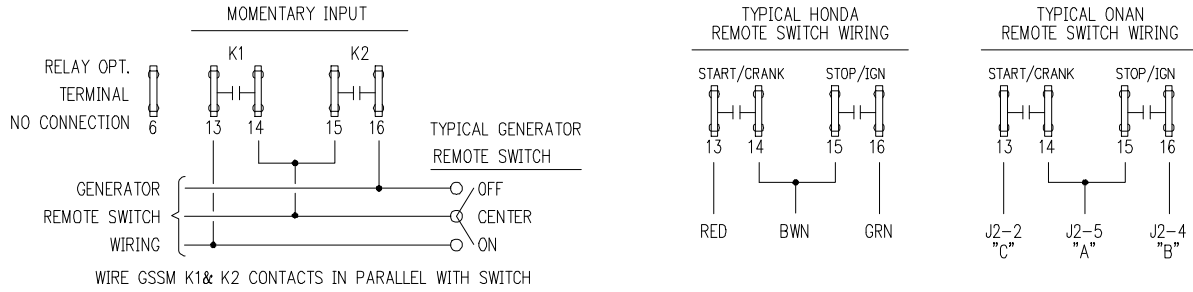 MOMENTARY INPUT
K1 K2
RELAY OPT.
TERMINAL
NO CONNECTION
6 13 14 15 16
TYPICAL GENERATOR
REMOTE SWITCH
GENERATOR
REMOTE SWITCH
WIRING
OFF
CENTER
ON
WIRE GSSM K1& K2 CONTACTS IN PARALLEL WITH SWITCH
TYPICAL HONDA
REMOTE SWITCH WIRING
START/CRANK STOP/IGN
13 14 15 16
RED BWN GRN
TYPICAL ONAN
REMOTE SWITCH WIRING
START/CRANK STOP/IGN
13 14 15 16
J2-2 J2-5 J2-4
"C" "A" "B"